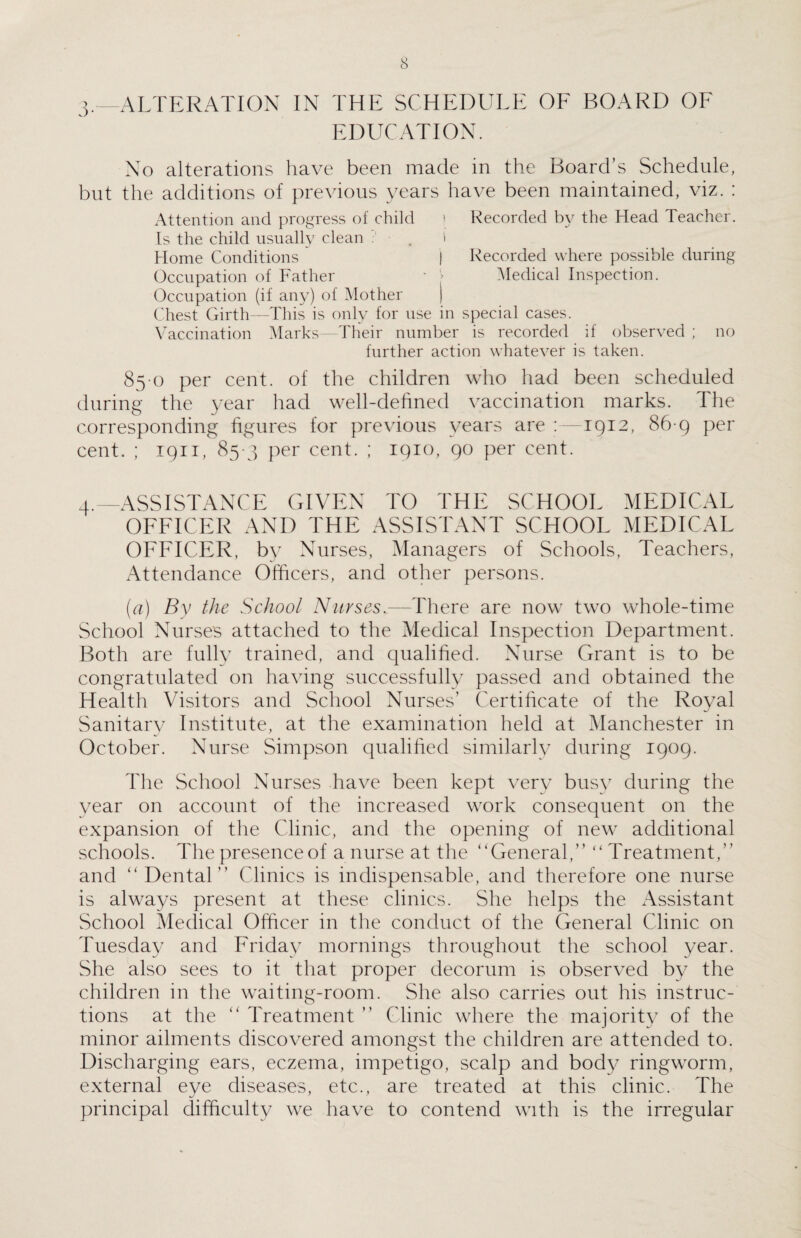 8
3.—ALTERATION IN THE SCHEDULE OF BOARD OF
EDUCATION.
No alterations have been made in the Board's Schedule,
but the additions of previous years have been maintained, viz. :
Attention and progress of child } Recorded by the Head Teacher.
Is the child usually clean ?
Home Conditions } Recorded where possible during
Occupation of Father Medical Inspection.
Occupation (if any) of Mother
Chest Girth—This is only for use in special cases.
Vaccination Marks—Their number is recorded if observed ; no
further action whatever is taken.
85·0 per cent. of the children who had been scheduled
during the year had well-defined vaccination marks. The
corresponding figures for previous years are :—1912, 86·9 per
cent. ; 1911, 85·3 per cent. ; 1910, 90 per cent.
4.—ASSISTANCE GIVEN TO THE SCHOOL MEDICAL
OFFICER AND THE ASSISTANT SCHOOL MEDICAL
OFFICER, by Nurses, Managers of Schools, Teachers,
Attendance Officers, and other persons.
(a) By the School Nurses.—There are now two whole-time
School Nurses attached to the Medical Inspection Department.
Both are fully trained, and qualified. Nurse Grant is to be
congratulated on having successfully passed and obtained the
Health Visitors and School Nurses' Certificate of the Royal
Sanitary Institute, at the examination held at Manchester in
October. Nurse Simpson qualified similarly during 1909.
The School Nurses have been kept very busy during the
year on account of the increased work consequent on the
expansion of the Clinic, and the opening of new additional
schools. The presence of a nurse at the "General," "Treatment,"
and "Dental" Clinics is indispensable, and therefore one nurse
is always present at these clinics. She helps the Assistant
School Medical Officer in the conduct of the General Clinic on
Tuesday and Friday mornings throughout the school year.
She also sees to it that proper decorum is observed by the
children in the waiting-room. She also carries out his instruc-
tions at the "Treatment" Clinic where the majority of the
minor ailments discovered amongst the children are attended to.
Discharging ears, eczema, impetigo, scalp and body ringworm,
external eye diseases, etc., are treated at this clinic. The
principal difficulty we have to contend with is the irregular